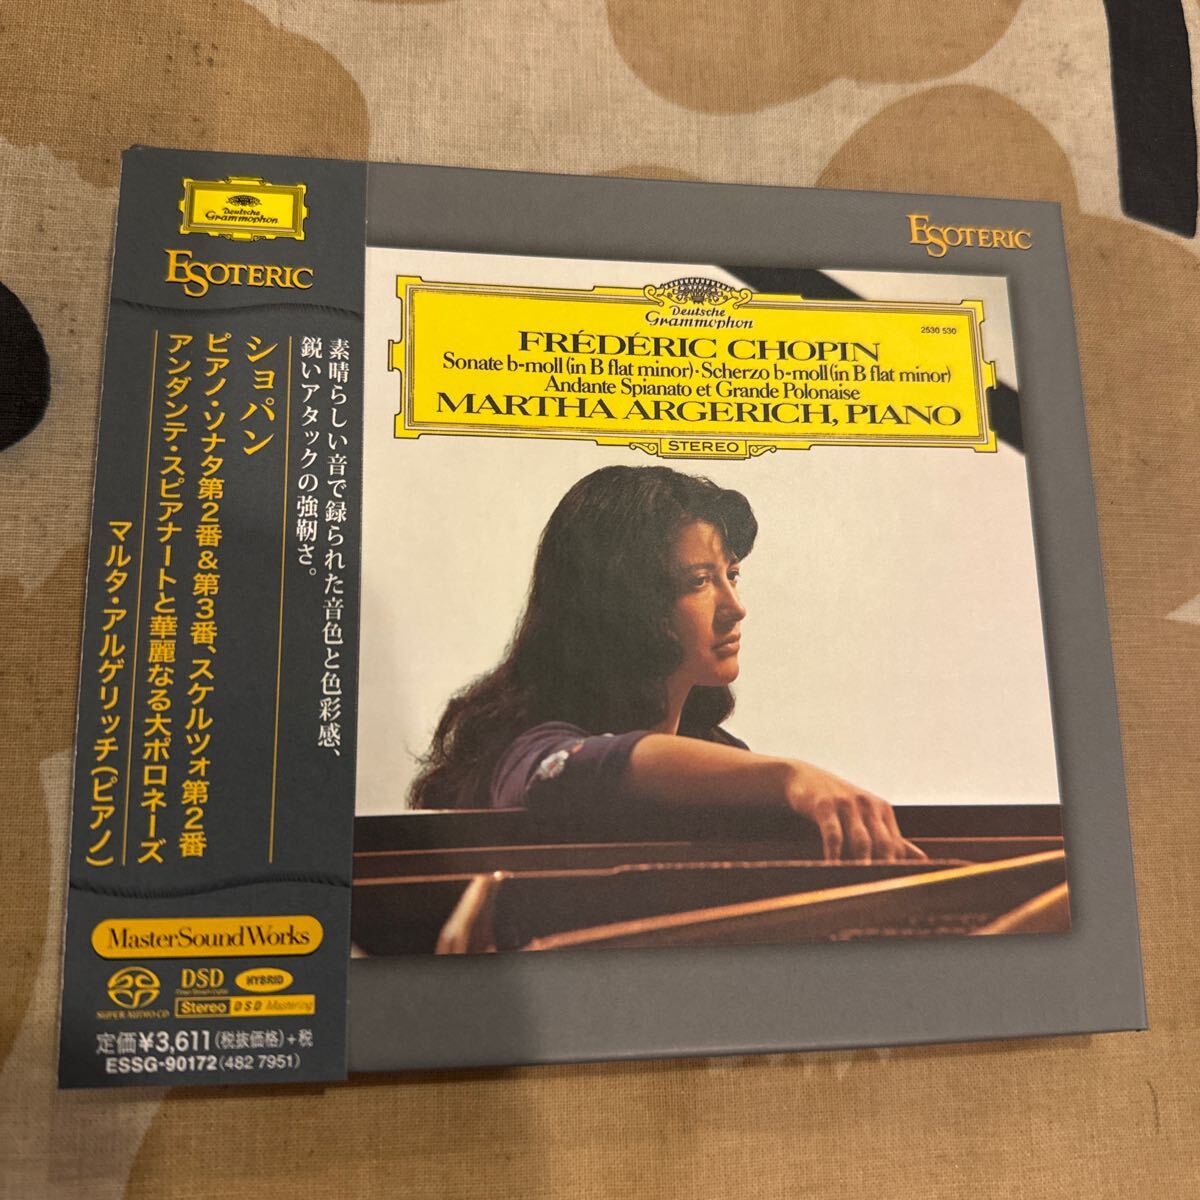 Deutsche
Grammophon
ESOTERIC
素晴らしい音で録られた音色と色彩感、
鋭いアタックの強靭さ。
ショパン
ピアノ・ソナタ第2番&第3番、スケルツォ第2番
アンダンテ・スピアナートと華麗なる大ポロネーズ
マルタ・アルゲリッチ(ピアノ)
MasterSoundWorks
SUPER AUDIO CD
DSD
HYBRID
Stereo DSD Mastering
定価¥3,611(税抜価格)+税
ESSG-90172(482 7951)
ESOTERIC
Deutsche
Grammophon
2530 530
FRÉDÉRIC CHOPIN
Sonate b-moll (in B flat minor)·Scherzo b-moll (in B flat minor)
Andante Spianato et Grande Polonaise
MARTHA ARGERICH, PIANO
STEREO